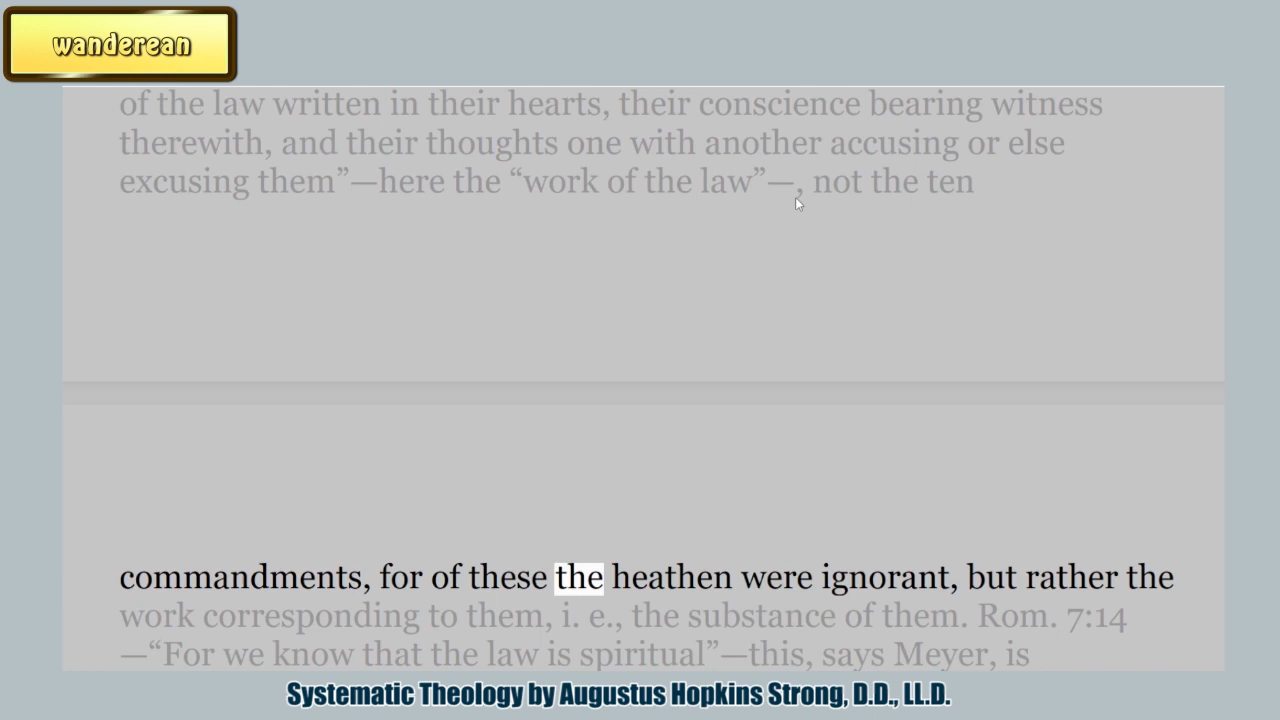 wanderean
of the law written in their hearts, their conscience bearing witness
therewith, and their thoughts one with another accusing or else
excusing them”—here the “work of the law”—, not the ten
commandments, for of these the heathen were ignorant, but rather the
work corresponding to them, i. e., the substance of them. Rom. 7:14
—“For we know that the law is spiritual”—this, says Meyer, is
Systematic Theology by Augustus Hopkins Strong, D.D., LL.D.